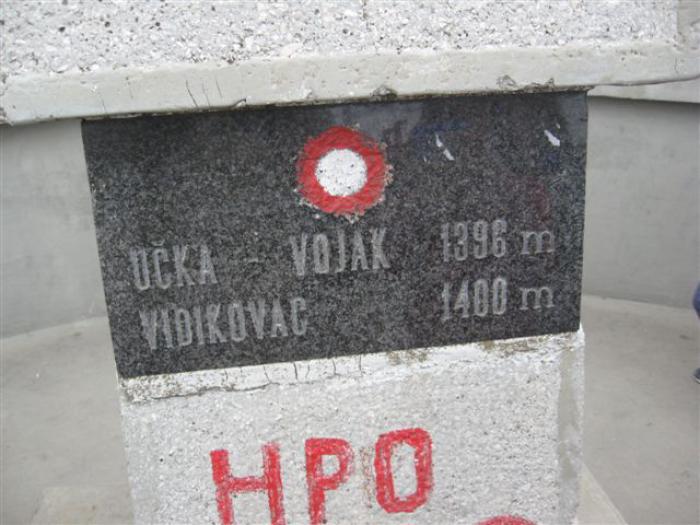 UČKA - VOJAK 1396 m
VIDIKOVAC 1400 m
HPO